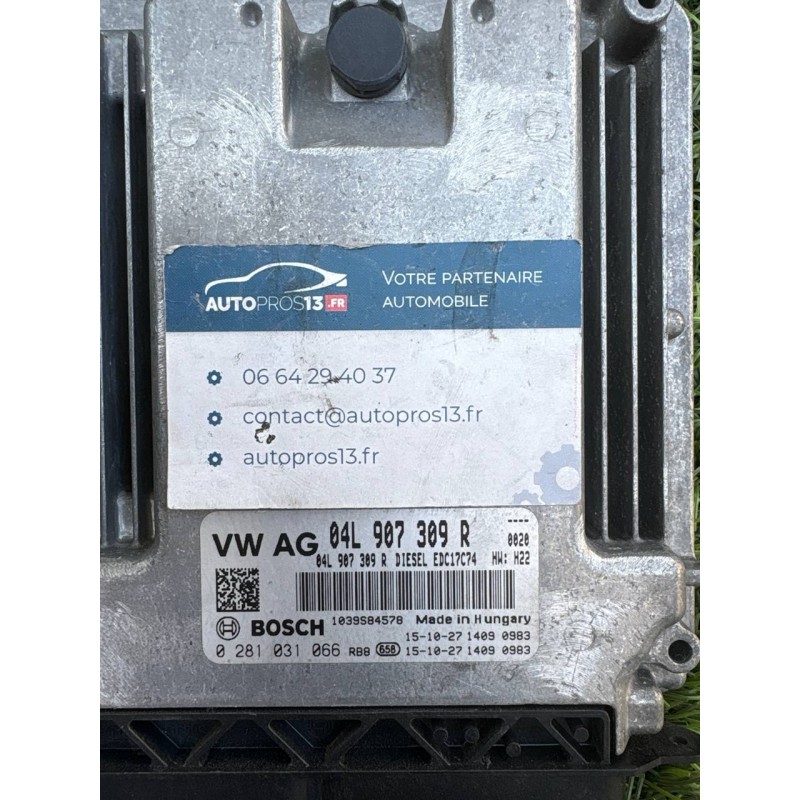 AUTOPROS13.FR
VOTRE PARTENAIRE
AUTOMOBILE
06 64 29 40 37
contact@autopros13.fr
autopros13.fr
VW AG 04L 907 309 R ----
04L 907 309 R DIESEL EDC17C74 HW: H22 0020
1039S84578 Made in Hungary
BOSCH 15-10-27 1409 0983
0 281 031 066 RBB 658 15-10-27 1409 0983